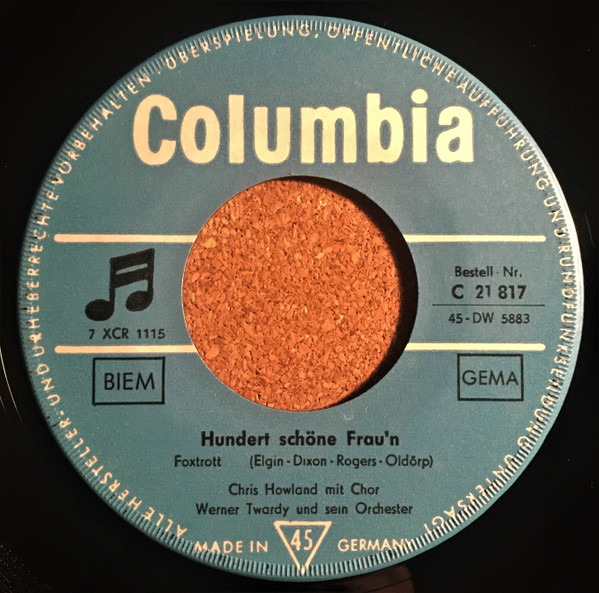 ALLE HERSTELLER- UND URHEBERRECHTE VORBEHALTEN · ÜBERSPIELUNG, ÖFFENTLICHE AUFFÜHRUNG UND RUNDFUNKSENDUNG UNTERSAGT
Columbia
Bestell - Nr.
C 21 817
45-DW 5883
7 XCR 1115
BIEM
GEMA
Hundert schöne Frau'n
Foxtrott (Elgin - Dixon - Rogers - Oldörp)
Chris Howland mit Chor
Werner Twardy und sein Orchester
MADE IN 45 GERMANY